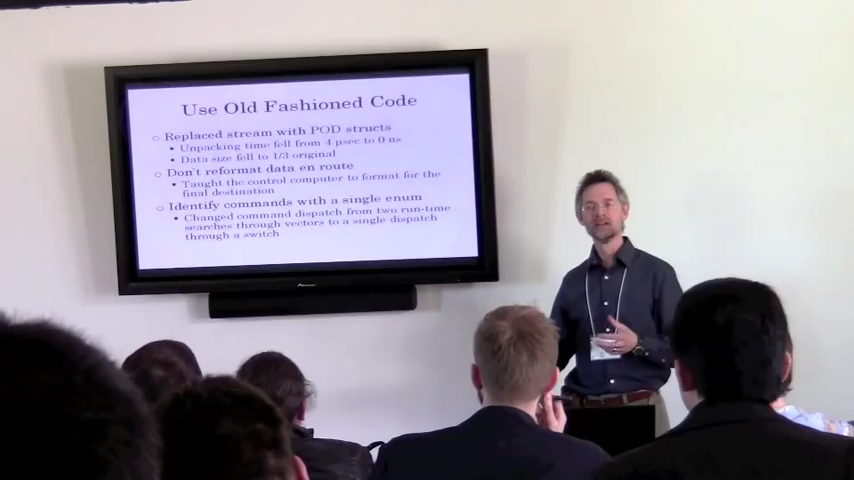 Use Old Fashioned Code
Replaced stream with POD structs
Unpacking time fell from 4 μsec to 0 ns
Data size fell to 1/3 original
Don't reformat data en route
Taught the control computer to format for the
final destination
Identify commands with a single enum
Changed command dispatch from two run-time
searches through vectors to a single dispatch
through a switch
Pioneer